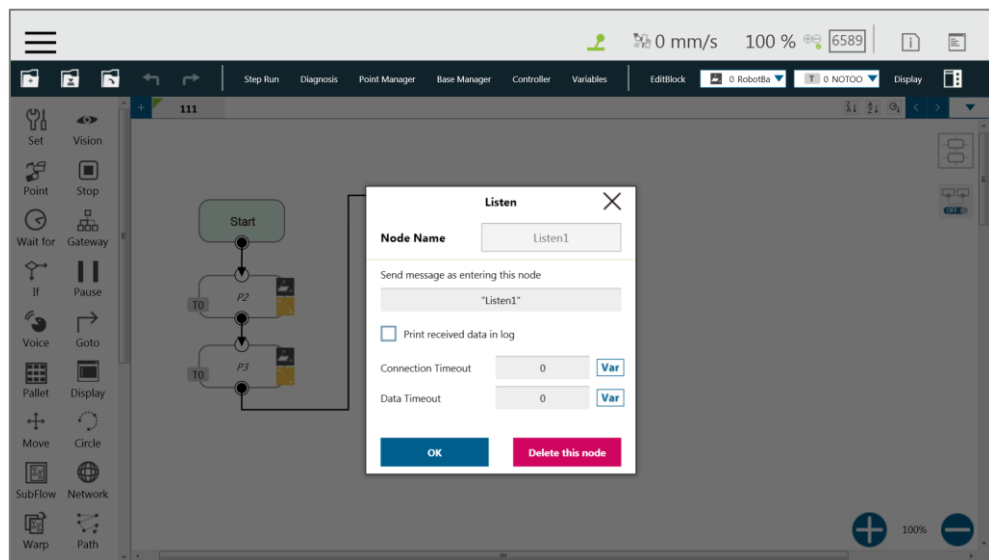 0 mm/s 100 % 6589
Step Run Diagnosis Point Manager Base Manager Controller Variables EditBlock 0 RobotBa T 0 NOTOO Display
111
Set Vision
Point Stop
Wait for Gateway
If Pause
Voice Goto
Pallet Display
Move Circle
SubFlow Network
Warp Path
Start
T0 P2
T0 P3
Listen
Node Name Listen1
Send message as entering this node
"Listen1"
Print received data in log
Connection Timeout 0 Var
Data Timeout 0 Var
OK Delete this node
OFF
100%